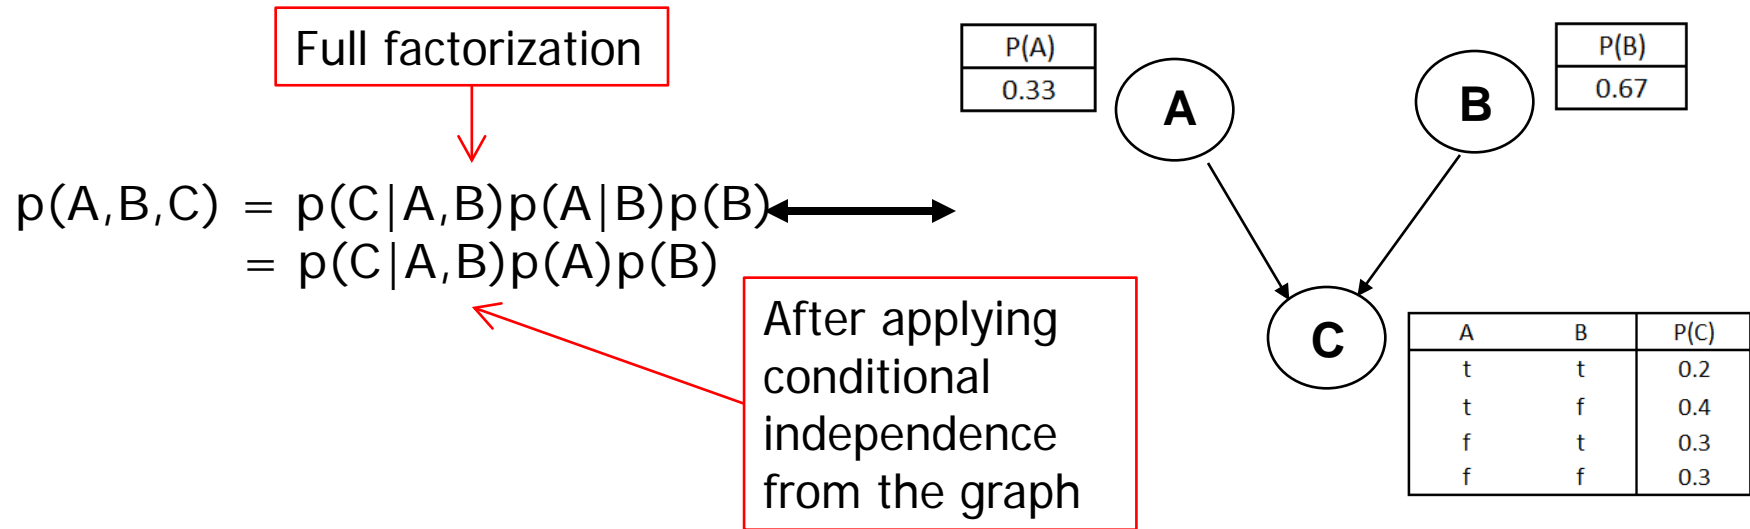 Full factorization
p(A,B,C) = p(C|A,B)p(A|B)p(B)
= p(C|A,B)p(A)p(B)
After applying
conditional
independence
from the graph
P(A)
0.33
A
B
P(B)
0.67
C
A B P(C)
t t 0.2
t f 0.4
f t 0.3
f f 0.3